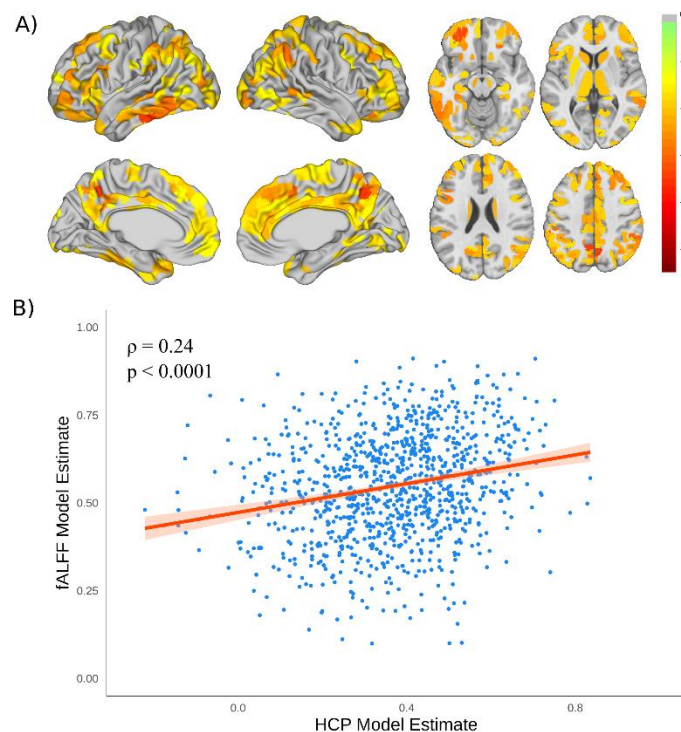 A)
B)
1.00
ρ = 0.24
p < 0.0001
0.75
fALFF Model Estimate
0.50
0.25
0.00
0.0
0.4
0.8
HCP Model Estimate